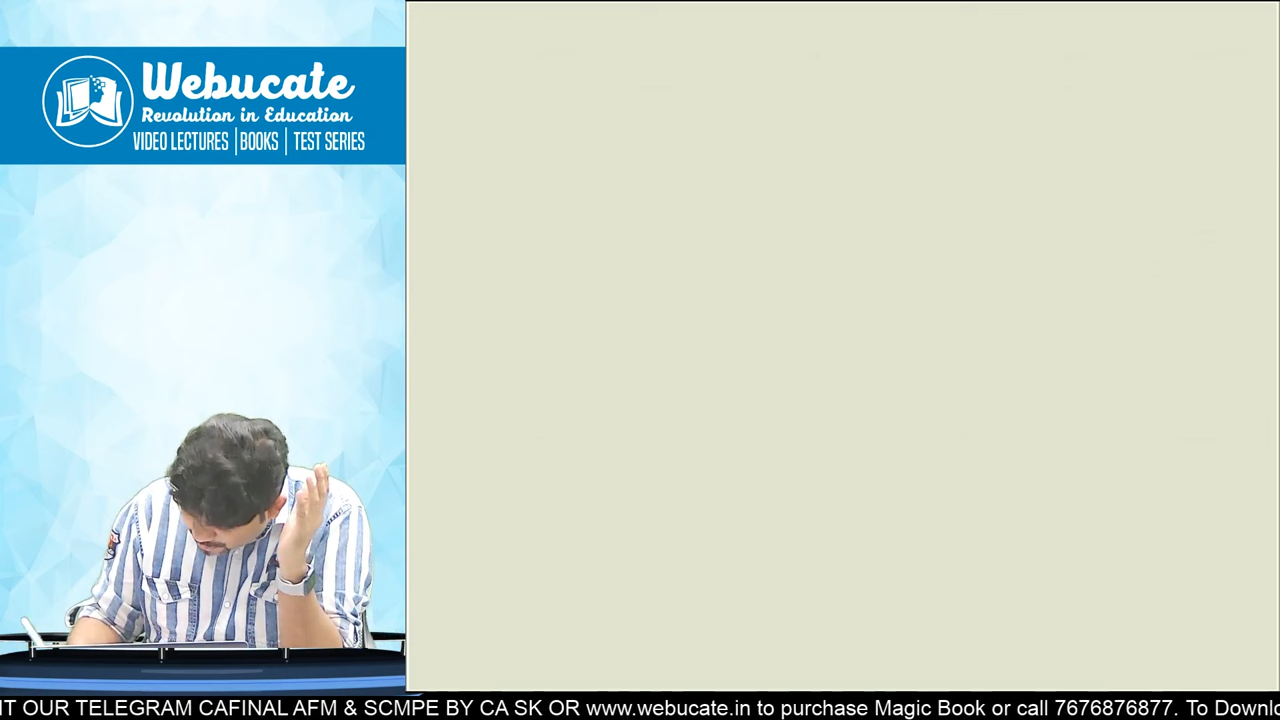 Webucate
Revolution in Education
VIDEO LECTURES | BOOKS | TEST SERIES
IT OUR TELEGRAM CAFINAL AFM & SCMPE BY CA SK OR www.webucate.in to purchase Magic Book or call 7676876877. To Downlo